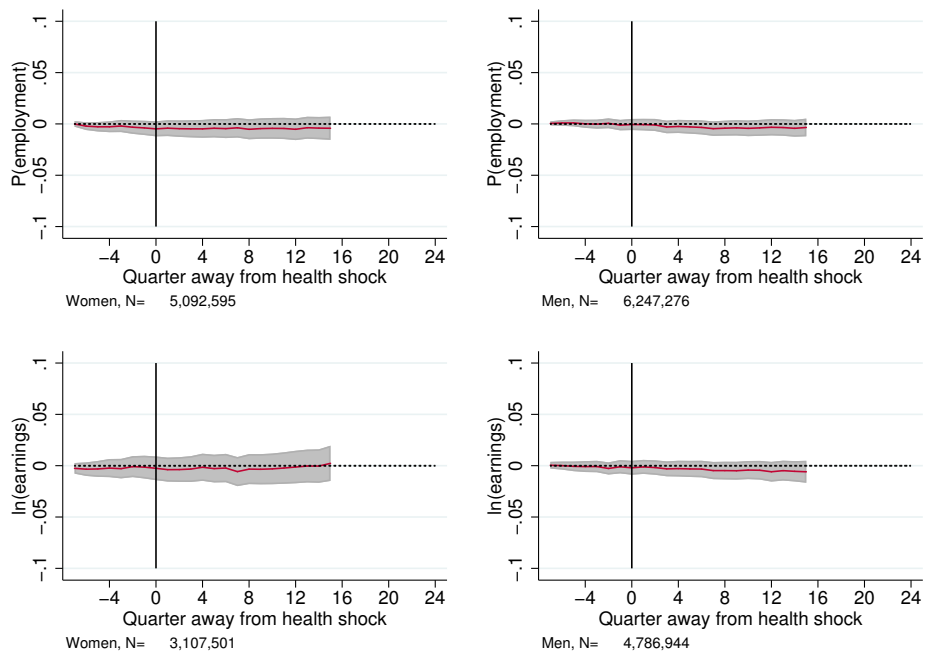 P(employment)
.1
.05
0
−.05
−.1
−4 0 4 8 12 16 20 24
Quarter away from health shock
Women, N= 5,092,595
P(employment)
.1
.05
0
−.05
−.1
−4 0 4 8 12 16 20 24
Quarter away from health shock
Men, N= 6,247,276
ln(earnings)
.1
.05
0
−.05
−.1
−4 0 4 8 12 16 20 24
Quarter away from health shock
Women, N= 3,107,501
ln(earnings)
.1
.05
0
−.05
−.1
−4 0 4 8 12 16 20 24
Quarter away from health shock
Men, N= 4,786,944